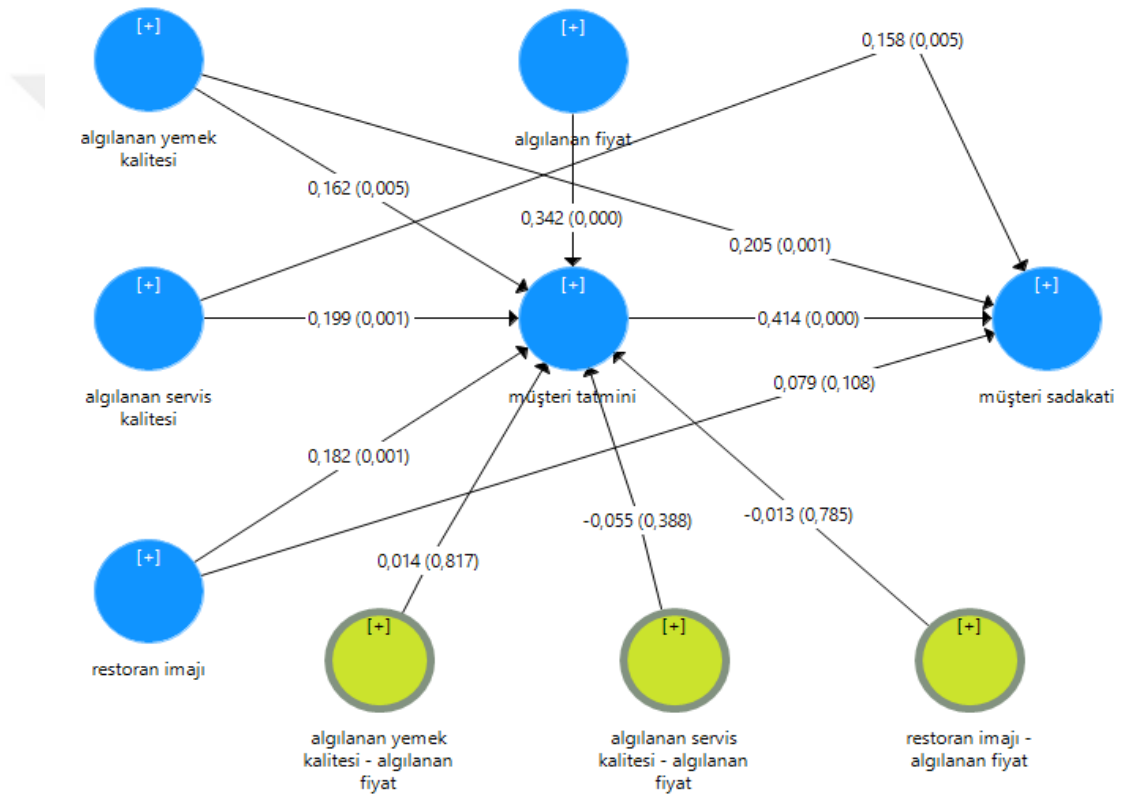 [+]
[+]
0,158 (0,005)
algılanan yemek
kalitesi
algılanan fiyat
0,162 (0,005)
0,342 (0,000)
0,205 (0,001)
[+]
[+]
[+]
0,199 (0,001)
0,414 (0,000)
algılanan servis
kalitesi
müşteri tatmini
müşteri sadakati
0,079 (0,108)
0,182 (0,001)
-0,055 (0,388)
-0,013 (0,785)
0,014 (0,817)
[+]
restoran imajı
[+]
[+]
[+]
algılanan yemek
kalitesi - algılanan
fiyat
algılanan servis
kalitesi - algılanan
fiyat
restoran imajı -
algılanan fiyat